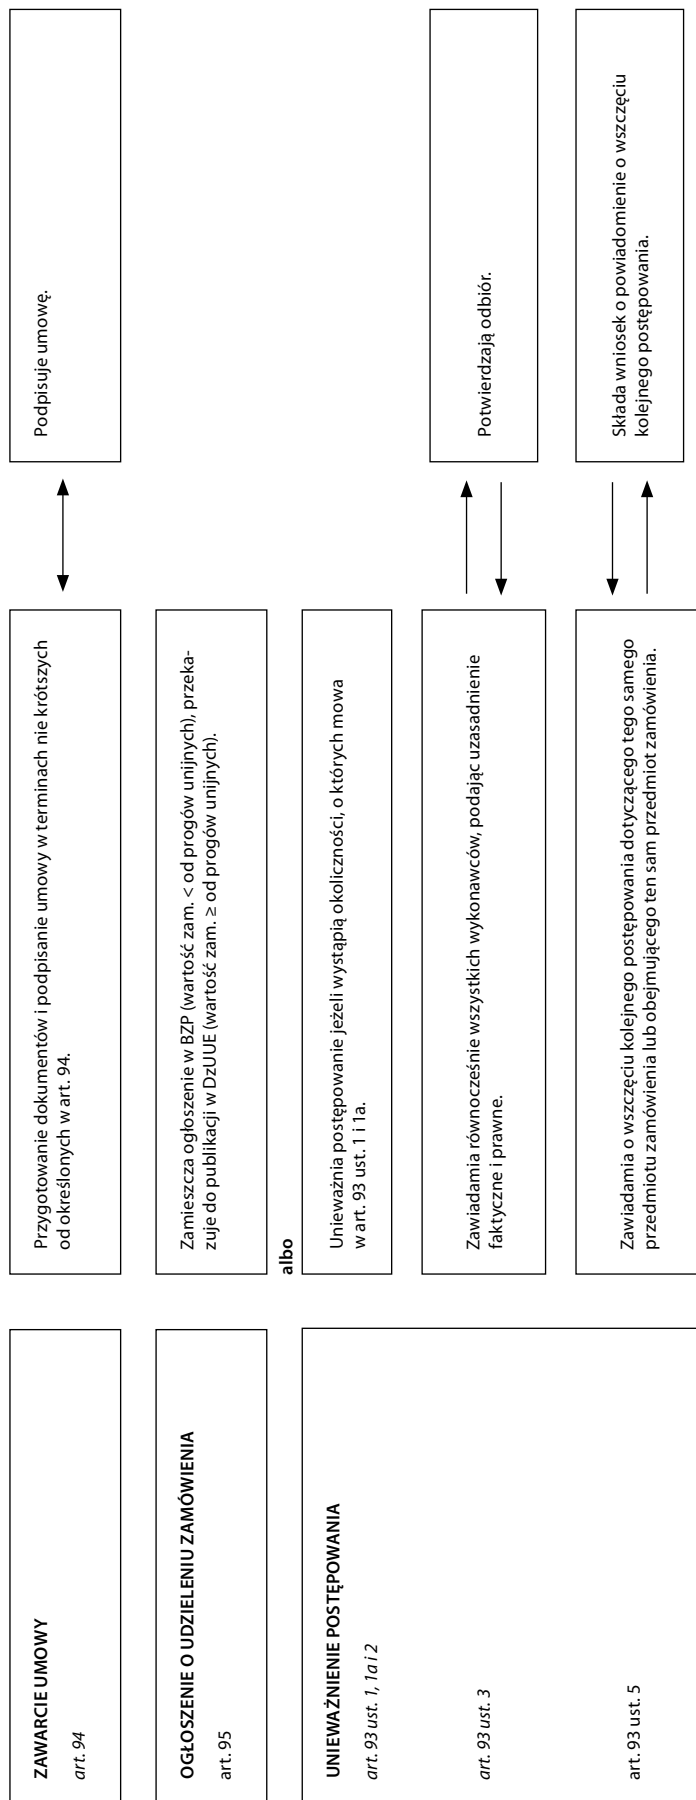 ZAWARCIE UMOWY
art. 94
Przygotowanie dokumentów i podpisanie umowy w terminach nie krótszych
od określonych w art. 94.
Podpisuje umowę.
OGŁOSZENIE O UDZIELENIU ZAMÓWIENIA
art. 95
Zamieszcza ogłoszenie w BZP (wartość zam. < od progów unijnych), przeka-
zuje do publikacji w DzUUE (wartość zam. ≥ od progów unijnych).
albo
UNIEWAŻNIENIE POSTĘPOWANIA
art. 93 ust. 1, 1a i 2
Unieważnia postępowanie jeżeli wystąpią okoliczności, o których mowa
w art. 93 ust. 1 i 1a.
art. 93 ust. 3
Zawiadamia równocześnie wszystkich wykonawców, podając uzasadnienie
faktyczne i prawne.
Potwierdzają odbiór.
art. 93 ust. 5
Zawiadamia o wszczęciu kolejnego postępowania dotyczącego tego samego
przedmiotu zamówienia lub obejmującego ten sam przedmiot zamówienia.
Składa wniosek o powiadomienie o wszczęciu
kolejnego postępowania.